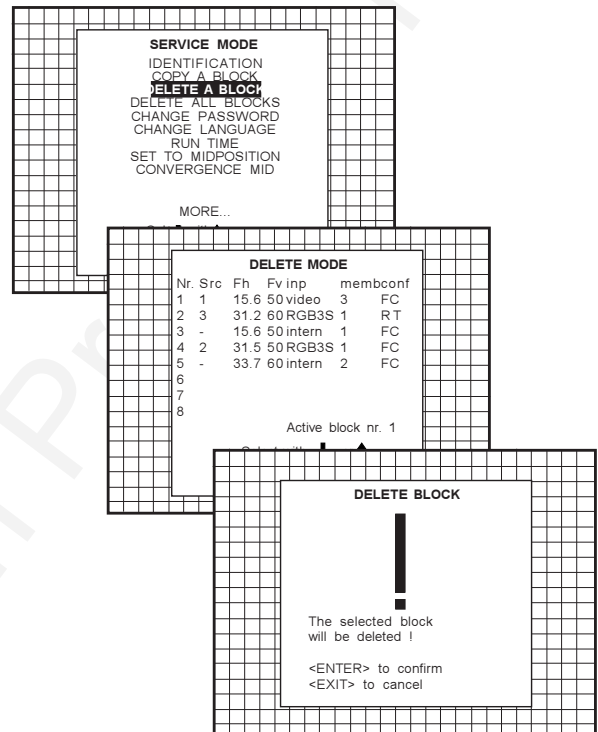 SERVICE MODE
IDENTIFICATION
COPY A BLOCK
DELETE A BLOCK
DELETE ALL BLOCKS
CHANGE PASSWORD
CHANGE LANGUAGE
RUN TIME
SET TO MIDPOSITION
CONVERGENCE MID
MORE...
DELETE MODE
Nr. Src Fh Fv inp membconf
1 1 15.6 50 video 3 FC
2 3 31.2 60 RGB3S 1 RT
3 - 15.6 50 intern 1 FC
4 2 31.5 50 RGB3S 1 FC
5 - 33.7 60 intern 2 FC
6
7
8
Active block nr. 1
DELETE BLOCK
!
The selected block
will be deleted !
<ENTER> to confirm
<EXIT> to cancel